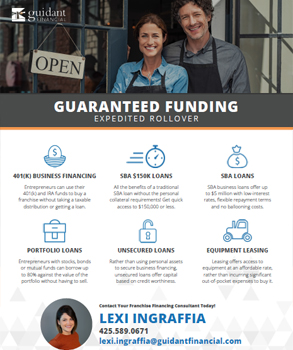 guidant
FINANCIAL
OPEN
GUARANTEED FUNDING
EXPEDITED ROLLOVER
401(K) BUSINESS FINANCING
Entrepreneurs can use their
401(k) and IRA funds to buy a
franchise without taking a taxable
distribution or getting a loan.
SBA $150K LOANS
All the benefits of a traditional
SBA loan without the personal
collateral requirements! Get quick
access to $150,000 or less.
SBA LOANS
SBA business loans offer up
to $5 million with low-interest
rates, flexible repayment terms
and no ballooning costs.
PORTFOLIO LOANS
Entrepreneurs with stocks, bonds
or mutual funds can borrow up
to 80% against the value of the
portfolio without having to sell.
UNSECURED LOANS
Rather than using personal assets
to secure business financing,
unsecured loans offer capital
based on credit worthiness.
EQUIPMENT LEASING
Leasing offers access to
equipment at an affordable rate,
rather than incurring significant
out of pocket expenses to buy it.
Contact Your Franchise Financing Consultant Today!
LEXI INGRAFFIA
425.589.0671
lexi.ingraffia@guidantfinancial.com